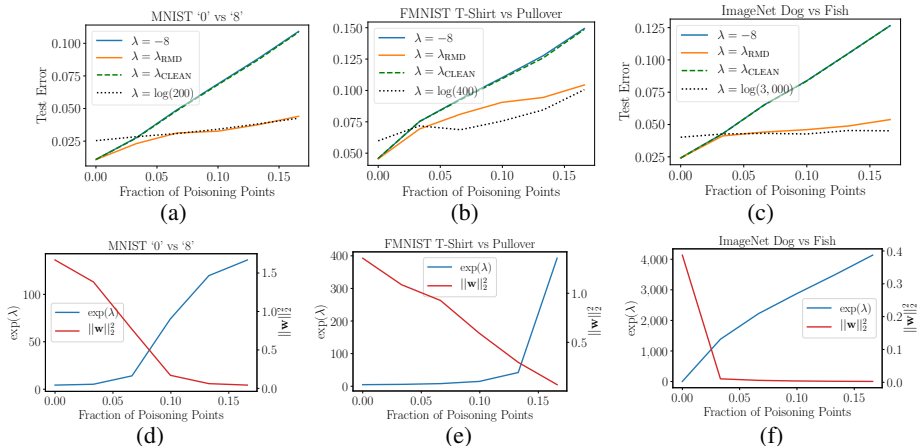 MNIST ‘0’ vs ‘8’
Test Error
0.100
0.075
0.050
0.025
λ = −8
λ = λRMD
λ = λCLEAN
λ = log(200)
0.00 0.05 0.10 0.15
Fraction of Poisoning Points
(a)
FMNIST T-Shirt vs Pullover
0.150
0.125
0.100
0.075
0.050
λ = −8
λ = λRMD
λ = λCLEAN
λ = log(400)
0.00 0.05 0.10 0.15
Fraction of Poisoning Points
(b)
ImageNet Dog vs Fish
0.125
0.100
0.075
0.050
0.025
λ = −8
λ = λRMD
λ = λCLEAN
λ = log(3,000)
0.00 0.05 0.10 0.15
Fraction of Poisoning Points
(c)
MNIST ‘0’ vs ‘8’
exp(λ)
100
50
0
exp(λ)
||w||²₂
1.5
1.0
0.5
0.0
||w||²₂
0.00 0.05 0.10 0.15
Fraction of Poisoning Points
(d)
FMNIST T-Shirt vs Pullover
exp(λ)
400
300
200
100
0
exp(λ)
||w||²₂
1.0
0.5
||w||²₂
0.00 0.05 0.10 0.15
Fraction of Poisoning Points
(e)
ImageNet Dog vs Fish
exp(λ)
4,000
3,000
2,000
1,000
0
exp(λ)
||w||²₂
0.4
0.3
0.2
0.1
0.0
||w||²₂
0.00 0.05 0.10 0.15
Fraction of Poisoning Points
(f)